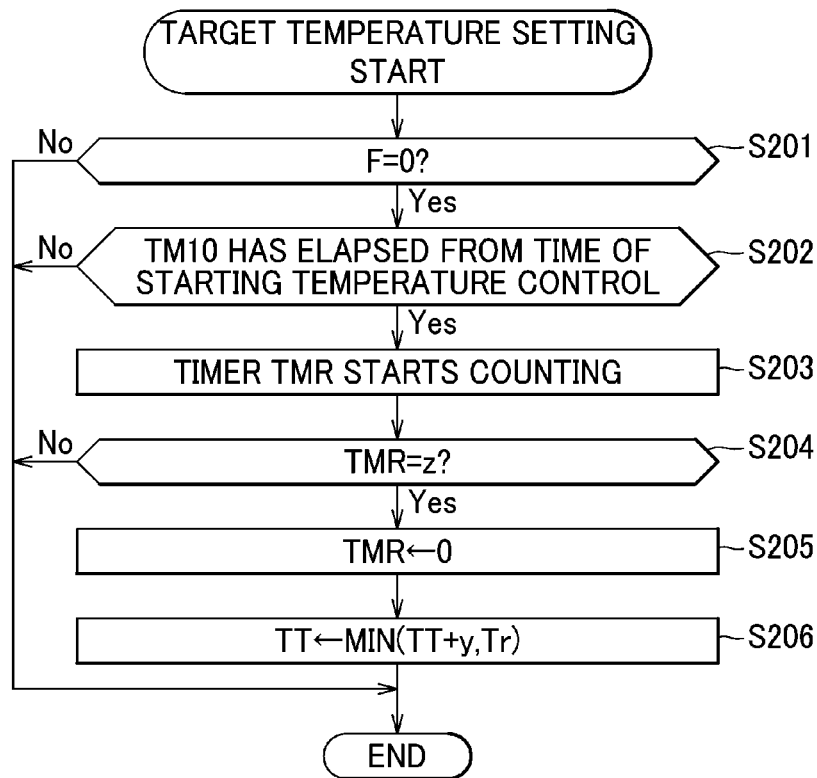 TARGET TEMPERATURE SETTING
START
No
F=0?
S201
Yes
No
TM10 HAS ELAPSED FROM TIME OF
STARTING TEMPERATURE CONTROL
S202
Yes
TIMER TMR STARTS COUNTING
S203
No
TMR=z?
S204
Yes
TMR←0
S205
TT←MIN(TT+y,Tr)
S206
END